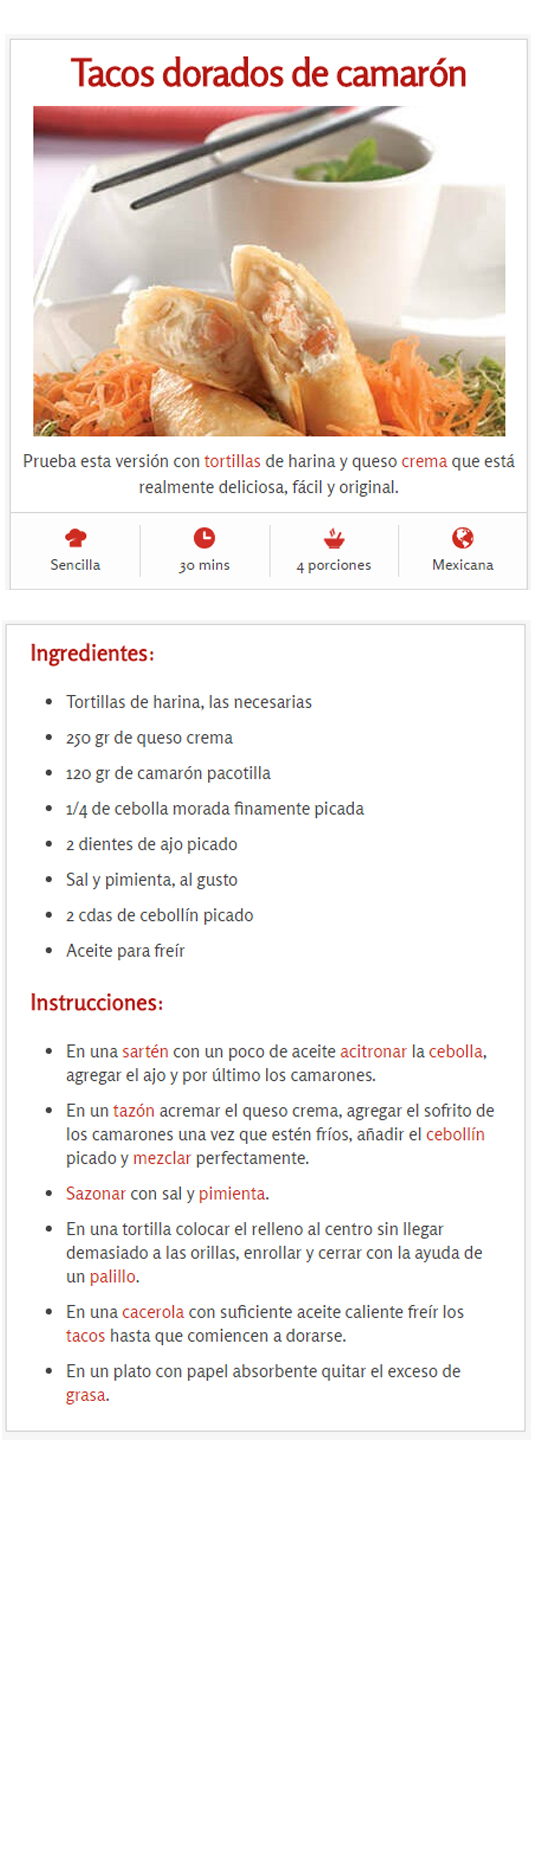 Tacos dorados de camarón
Prueba esta versión con tortillas de harina y queso crema que está
realmente deliciosa, fácil y original.
Sencilla
30 mins
4 porciones
Mexicana
Ingredientes:
• Tortillas de harina, las necesarias
• 250 gr de queso crema
• 120 gr de camarón pacotilla
• 1/4 de cebolla morada finamente picada
• 2 dientes de ajo picado
• Sal y pimienta, al gusto
• 2 cdas de cebollín picado
• Aceite para freír
Instrucciones:
• En una sartén con un poco de aceite acitronar la cebolla,
agregar el ajo y por último los camarones.
• En un tazón acremar el queso crema, agregar el sofrito de
los camarones una vez que estén fríos, añadir el cebollín
picado y mezclar perfectamente.
• Sazonar con sal y pimienta.
• En una tortilla colocar el relleno al centro sin llegar
demasiado a las orillas, enrollar y cerrar con la ayuda de
un palillo.
• En una cacerola con suficiente aceite caliente freír los
tacos hasta que comiencen a dorarse.
• En un plato con papel absorbente quitar el exceso de
grasa.